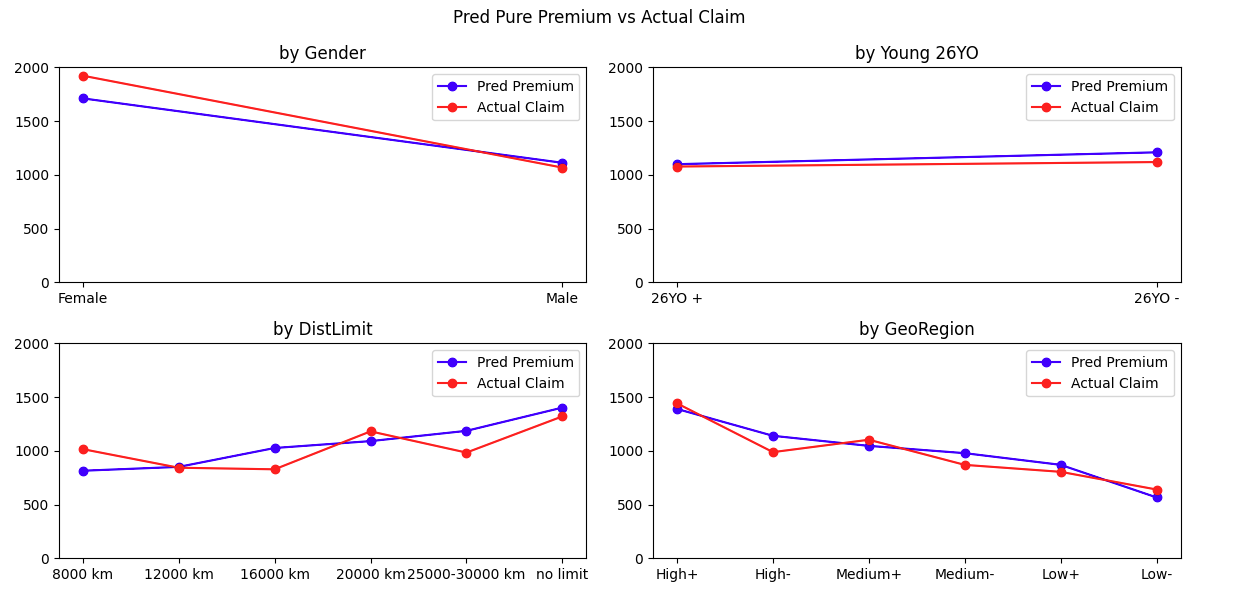 Pred Pure Premium vs Actual Claim
by Gender
2000
1500
1000
500
0
Pred Premium
Actual Claim
Female
Male
by Young 26YO
2000
1500
1000
500
0
Pred Premium
Actual Claim
26YO +
26YO -
by DistLimit
2000
1500
1000
500
0
Pred Premium
Actual Claim
8000 km
12000 km
16000 km
20000 km
25000-30000 km
no limit
by GeoRegion
2000
1500
1000
500
0
Pred Premium
Actual Claim
High+
High-
Medium+
Medium-
Low+
Low-